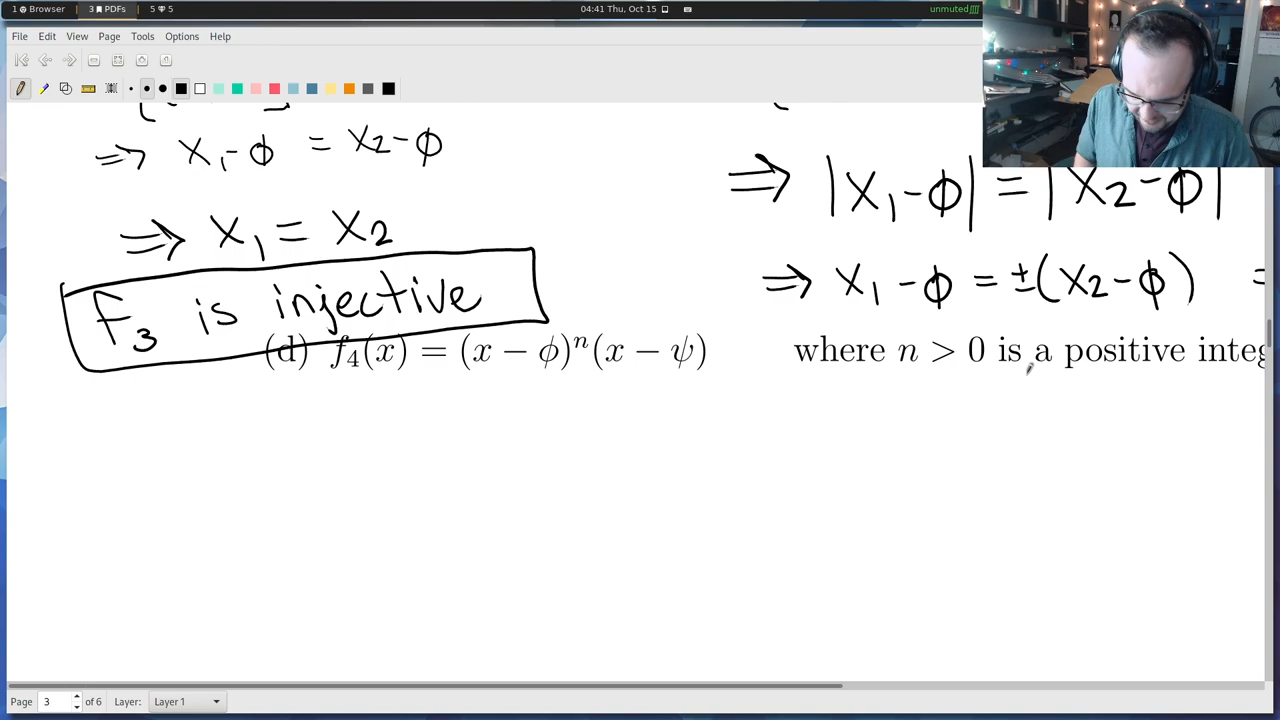 1 Browser 3 PDFs 5 5 04:41 Thu, Oct 15 unmuted
File Edit View Page Tools Options Help
⇒ x₁ - ϕ = x₂ - ϕ
⇒ x₁ = x₂
f₃ is injective
⇒ |x₁ - ϕ| = |x₂ - ϕ|
⇒ x₁ - ϕ = ±(x₂ - ϕ) =
(d) f₄(x) = (x − ϕ)ⁿ(x − ψ) where n > 0 is a positive integ
Page 3 of 6 Layer: Layer 1